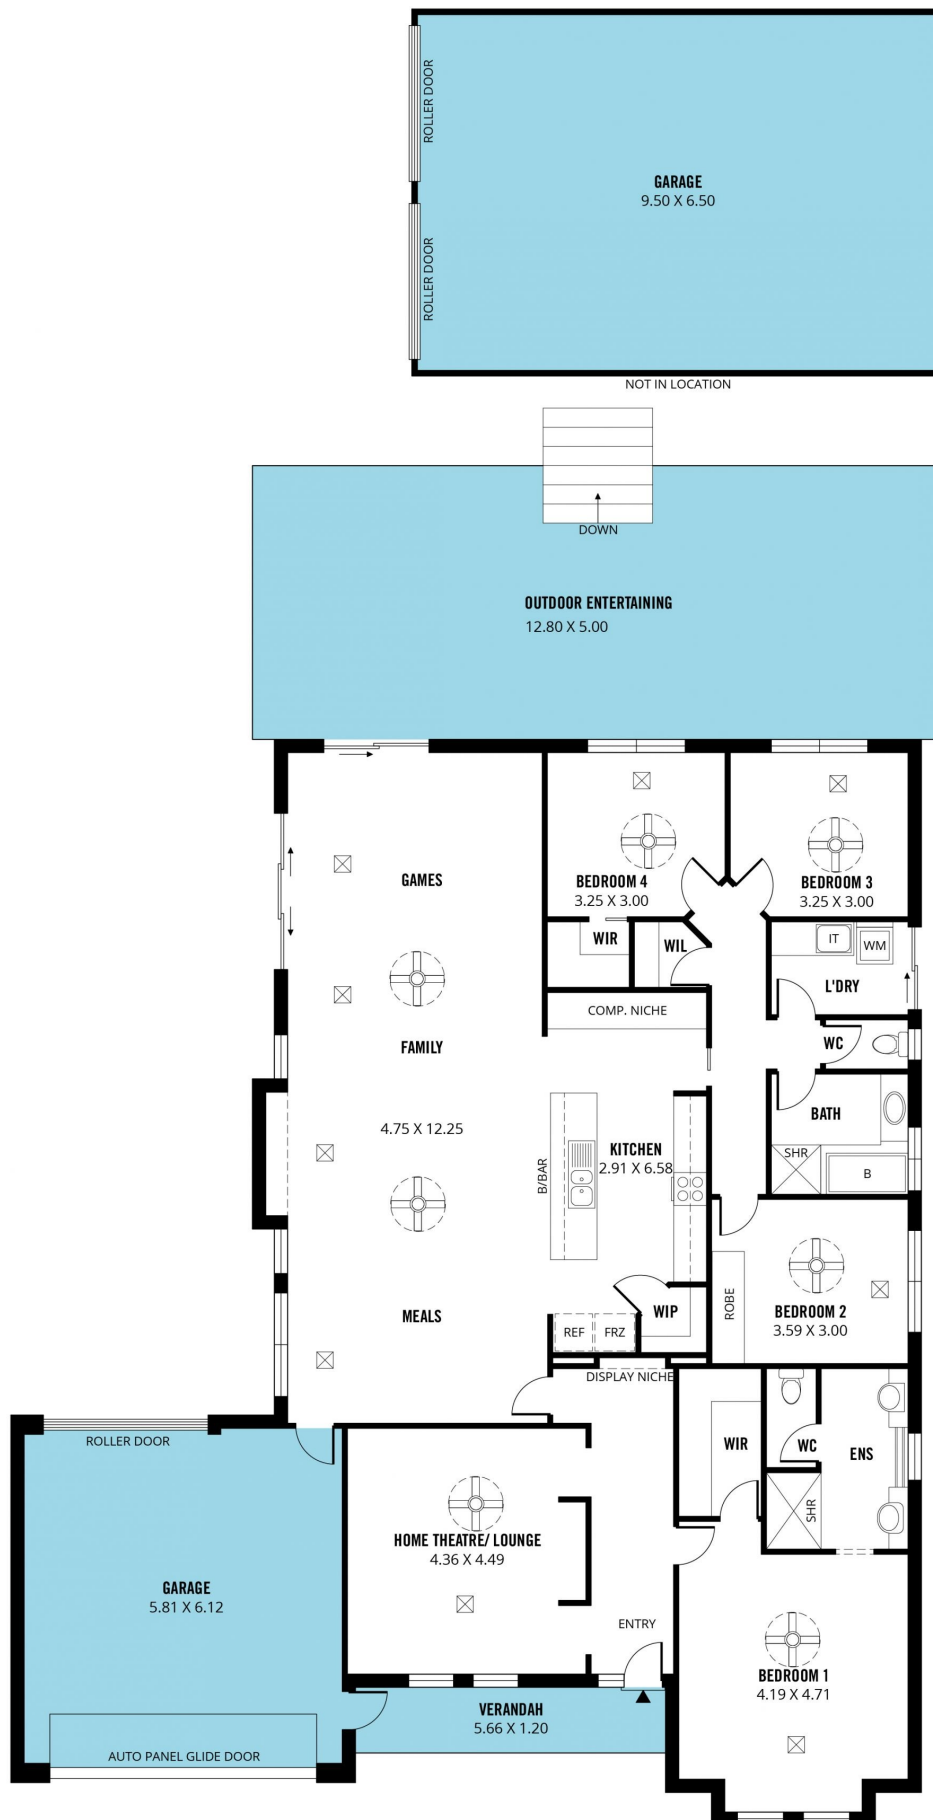 ROLLER DOOR
GARAGE
9.50 X 6.50
ROLLER DOOR
NOT IN LOCATION
DOWN
OUTDOOR ENTERTAINING
12.80 X 5.00
GAMES
BEDROOM 4
3.25 X 3.00
BEDROOM 3
3.25 X 3.00
WIR
WIL
IT
WM
L'DRY
COMP. NICHE
FAMILY
WC
4.75 X 12.25
BATH
SHR
B
KITCHEN
2.91 X 6.58
B/BAR
MEALS
WIP
ROBE
BEDROOM 2
3.59 X 3.00
REF
FRZ
DISPLAY NICHE
ROLLER DOOR
WIR
WC
ENS
SHR
HOME THEATRE/ LOUNGE
4.36 X 4.49
GARAGE
5.81 X 6.12
ENTRY
BEDROOM 1
4.19 X 4.71
VERANDAH
5.66 X 1.20
AUTO PANEL GLIDE DOOR